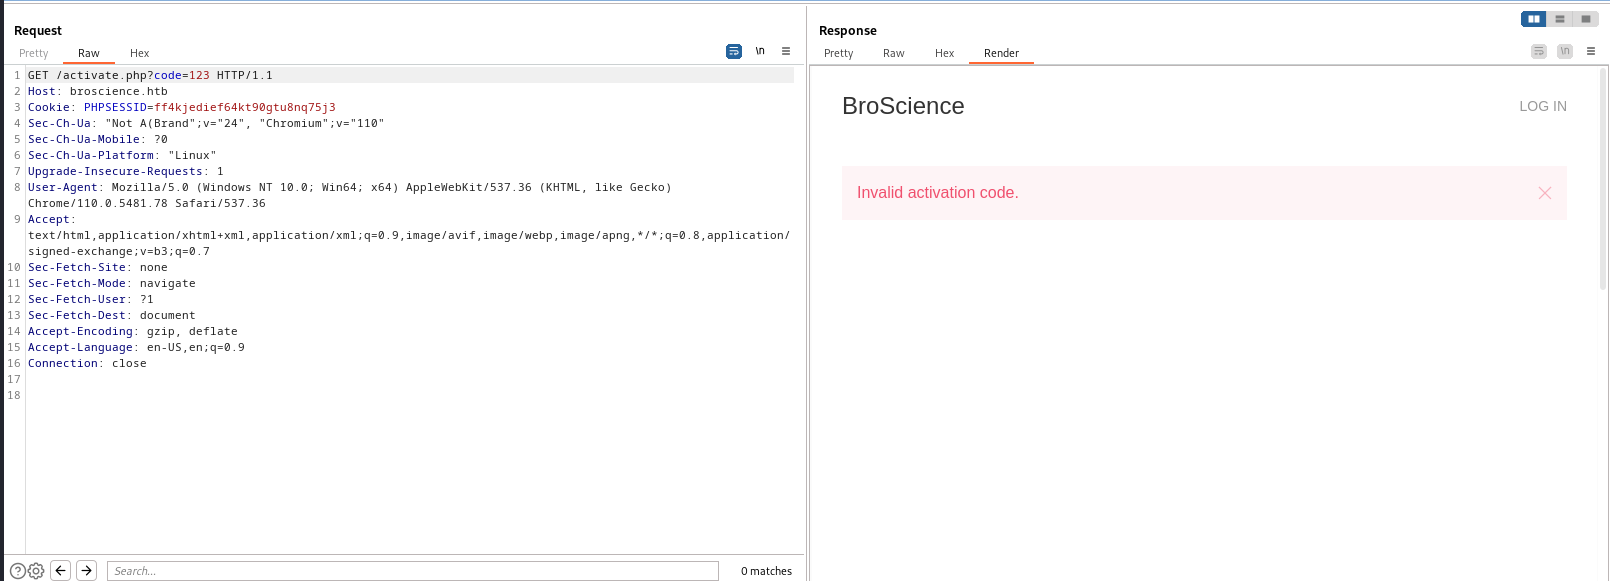 Request
Pretty Raw Hex
\n
1 GET /activate.php?code=123 HTTP/1.1
2 Host: broscience.htb
3 Cookie: PHPSESSID=ff4kjedief64kt90gtu8nq75j3
4 Sec-Ch-Ua: "Not A(Brand";v="24", "Chromium";v="110"
5 Sec-Ch-Ua-Mobile: ?0
6 Sec-Ch-Ua-Platform: "Linux"
7 Upgrade-Insecure-Requests: 1
8 User-Agent: Mozilla/5.0 (Windows NT 10.0; Win64; x64) AppleWebKit/537.36 (KHTML, like Gecko)
Chrome/110.0.5481.78 Safari/537.36
9 Accept:
text/html,application/xhtml+xml,application/xml;q=0.9,image/avif,image/webp,image/apng,*/*;q=0.8,application/
signed-exchange;v=b3;q=0.7
10 Sec-Fetch-Site: none
11 Sec-Fetch-Mode: navigate
12 Sec-Fetch-User: ?1
13 Sec-Fetch-Dest: document
14 Accept-Encoding: gzip, deflate
15 Accept-Language: en-US,en;q=0.9
16 Connection: close
17
18
Search...
0 matches
Response
Pretty Raw Hex Render
\n
BroScience
LOG IN
Invalid activation code.